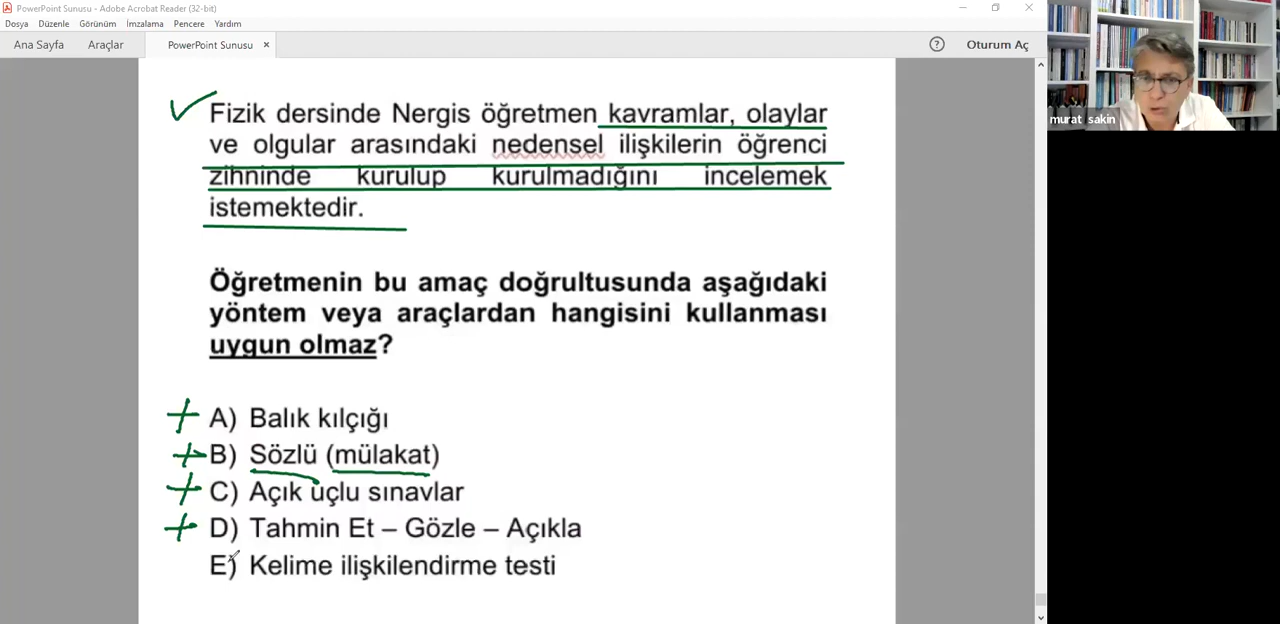 PowerPoint Sunusu - Adobe Acrobat Reader (32-bit)
Dosya Düzenle Görünüm İmzalama Pencere Yardım
Ana Sayfa Araçlar PowerPoint Sunusu × ? Oturum Aç
Fizik dersinde Nergis öğretmen kavramlar, olaylar
ve olgular arasındaki nedensel ilişkilerin öğrenci
zihninde kurulup kurulmadığını incelemek
istemektedir.
Öğretmenin bu amaç doğrultusunda aşağıdaki
yöntem veya araçlardan hangisini kullanması
uygun olmaz?
A) Balık kılçığı
B) Sözlü (mülakat)
C) Açık uçlu sınavlar
D) Tahmin Et – Gözle – Açıkla
E) Kelime ilişkilendirme testi
murat sakin